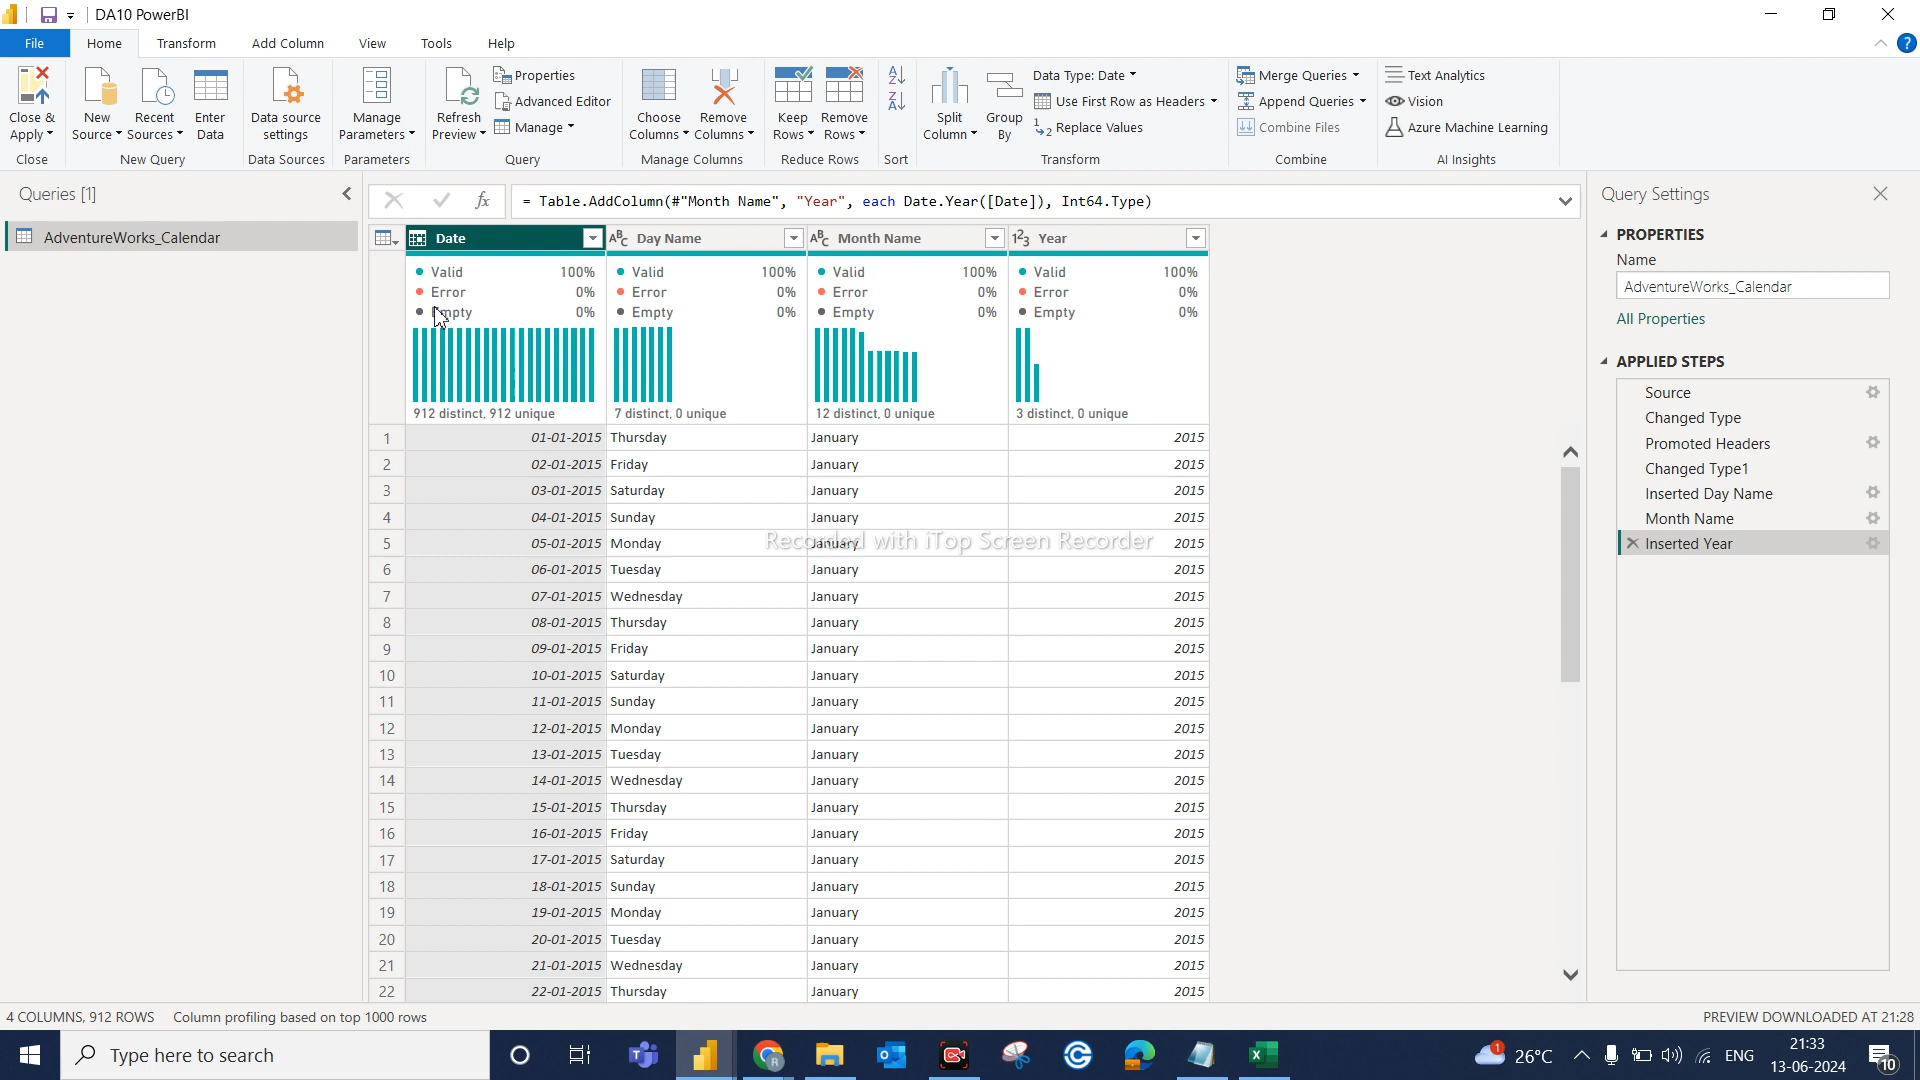 DA10 PowerBI
File Home Transform Add Column View Tools Help ?
Close & Apply
Close
New Source
Recent Sources
Enter Data
New Query
Data source settings
Data Sources
Manage Parameters
Parameters
Refresh Preview
Properties
Advanced Editor
Manage
Query
Choose Columns
Remove Columns
Manage Columns
Keep Rows
Remove Rows
Reduce Rows
Sort
Split Column
Group By
Data Type: Date
Use First Row as Headers
Replace Values
Transform
Merge Queries
Append Queries
Combine Files
Combine
Text Analytics
Vision
Azure Machine Learning
AI Insights
Queries [1]
AdventureWorks_Calendar
fx = Table.AddColumn(#"Month Name", "Year", each Date.Year([Date]), Int64.Type)
Date ABC Day Name ABC Month Name 123 Year
Valid 100% Valid 100% Valid 100% Valid 100%
Error 0% Error 0% Error 0% Error 0%
Empty 0% Empty 0% Empty 0% Empty 0%
912 distinct, 912 unique 7 distinct, 0 unique 12 distinct, 0 unique 3 distinct, 0 unique
1 01-01-2015 Thursday January 2015
2 02-01-2015 Friday January 2015
3 03-01-2015 Saturday January 2015
4 04-01-2015 Sunday January 2015
5 05-01-2015 Monday January 2015
6 06-01-2015 Tuesday January 2015
7 07-01-2015 Wednesday January 2015
8 08-01-2015 Thursday January 2015
9 09-01-2015 Friday January 2015
10 10-01-2015 Saturday January 2015
11 11-01-2015 Sunday January 2015
12 12-01-2015 Monday January 2015
13 13-01-2015 Tuesday January 2015
14 14-01-2015 Wednesday January 2015
15 15-01-2015 Thursday January 2015
16 16-01-2015 Friday January 2015
17 17-01-2015 Saturday January 2015
18 18-01-2015 Sunday January 2015
19 19-01-2015 Monday January 2015
20 20-01-2015 Tuesday January 2015
21 21-01-2015 Wednesday January 2015
22 22-01-2015 Thursday January 2015
Recorded with iTop Screen Recorder
Query Settings
PROPERTIES
Name
AdventureWorks_Calendar
All Properties
APPLIED STEPS
Source
Changed Type
Promoted Headers
Changed Type1
Inserted Day Name
Month Name
Inserted Year
4 COLUMNS, 912 ROWS Column profiling based on top 1000 rows PREVIEW DOWNLOADED AT 21:28
Type here to search
1 26°C ENG
21:33
13-06-2024
10